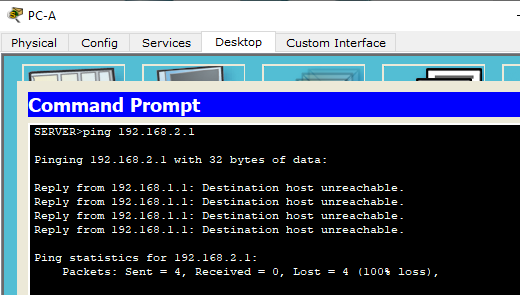 PC-A
Physical Config Services Desktop Custom Interface
Command Prompt
SERVER>ping 192.168.2.1
Pinging 192.168.2.1 with 32 bytes of data:
Reply from 192.168.1.1: Destination host unreachable.
Reply from 192.168.1.1: Destination host unreachable.
Reply from 192.168.1.1: Destination host unreachable.
Reply from 192.168.1.1: Destination host unreachable.
Ping statistics for 192.168.2.1:
Packets: Sent = 4, Received = 0, Lost = 4 (100% loss),